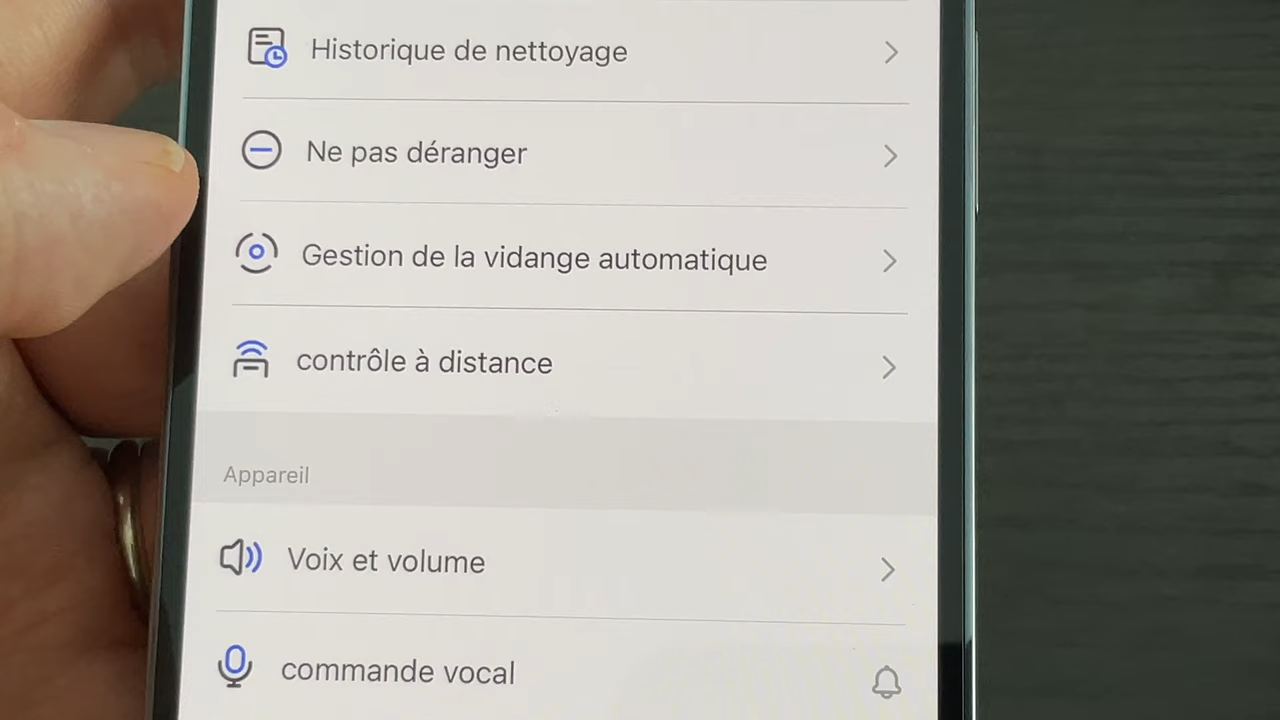 Historique de nettoyage
Ne pas déranger
Gestion de la vidange automatique
contrôle à distance
Appareil
Voix et volume
commande vocal